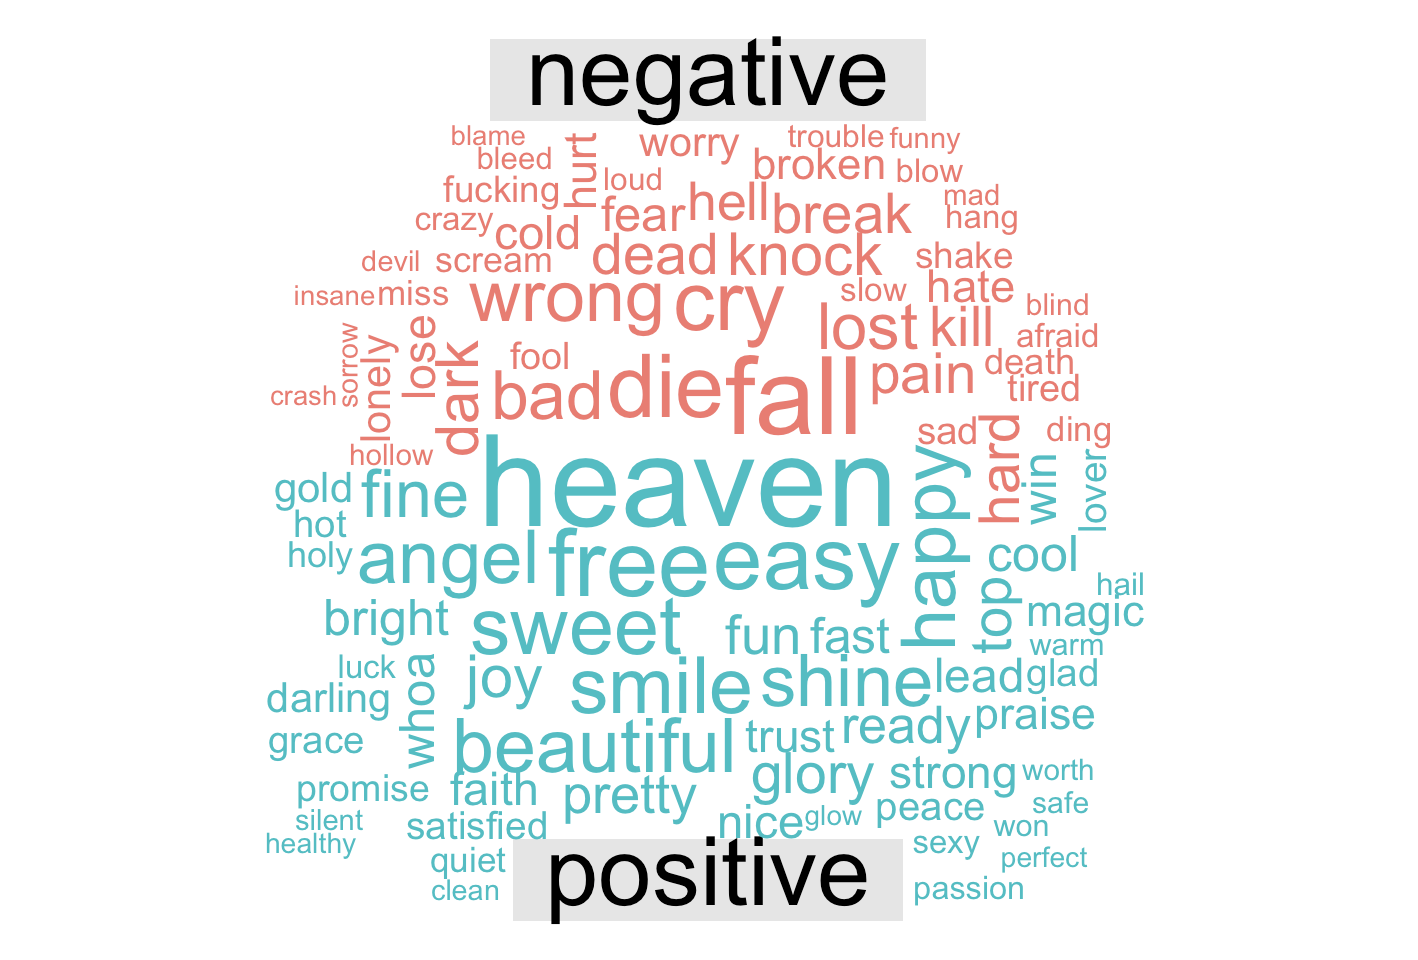 negative
blame
bleed
hurt
worry
trouble
funny
broken
blow
fucking
loud
mad
crazy
cold
fear
hell
break
hang
devil
scream
dead
knock
shake
insane
miss
wrong
cry
slow
hate
blind
sorrow
lonely
lose
dark
fool
lost
kill
afraid
crash
bad
die
fall
pain
death
tired
hollow
sad
hard
ding
heaven
gold
fine
happy
win
lover
hot
holy
angel
free
easy
cool
hail
bright
sweet
fun
fast
top
magic
warm
luck
whoa
joy
smile
shine
lead
glad
darling
grace
beautiful
trust
ready
praise
promise
faith
pretty
glory
strong
worth
silent
satisfied
nice
glow
peace
safe
healthy
won
quiet
sexy
perfect
clean
passion
positive